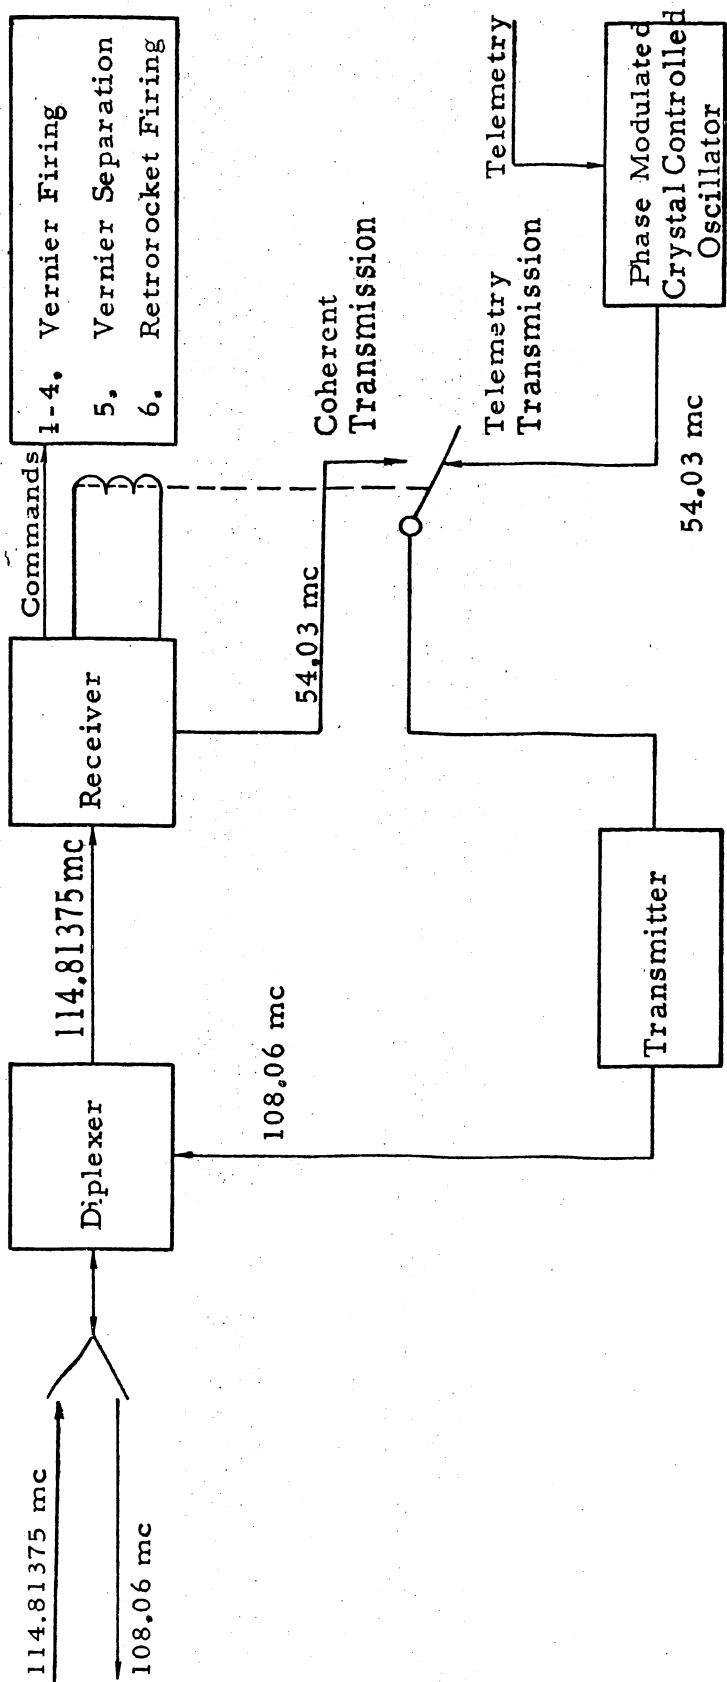 114.81375 mc
108.06 mc
Diplexer
114.81375 mc
108.06 mc
Receiver
Transmitter
Commands
1-4. Vernier Firing
5. Vernier Separation
6. Retrorocket Firing
54.03 mc
Coherent
Transmission
Telemetry
Transmission
54.03 mc
Telemetry
Phase Modulated
Crystal Controlled
Oscillator